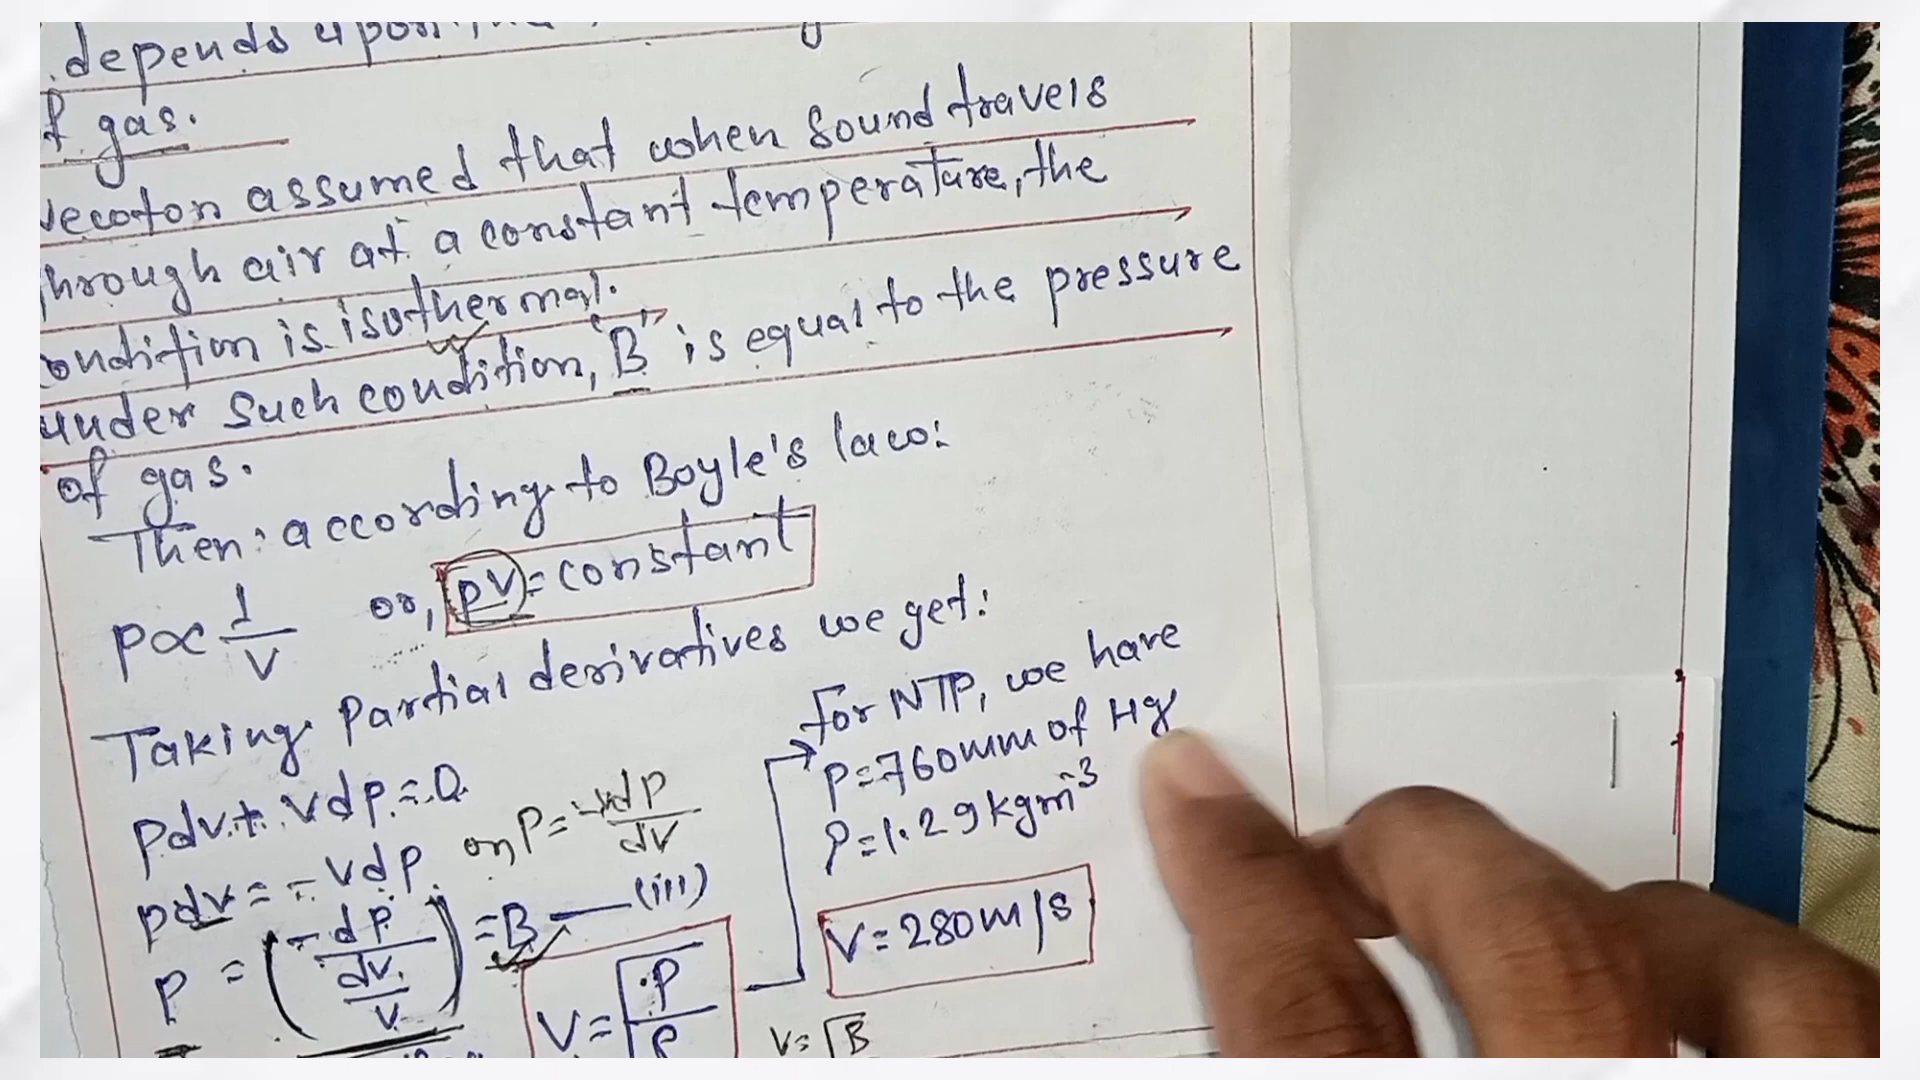 depends upon
f gas.
Newton assumed that when sound travels
through air at a constant temperature, the
condition is isothermal.
under such condition, "B" is equal to the pressure
of gas.
Then: according to Boyle's law:
P∝ 1/V or, PV = constant
Taking Partial derivatives we get:
Pdv + vdp = 0
Pdv = -vdp or P = -vdp/dv
P = (-dp/(dv/v)) = B —(iii)
V = √(P/ρ)
For NTP, we have
P = 760mm of Hg
ρ = 1.29kgm⁻³
V = 280m/s
V = √B